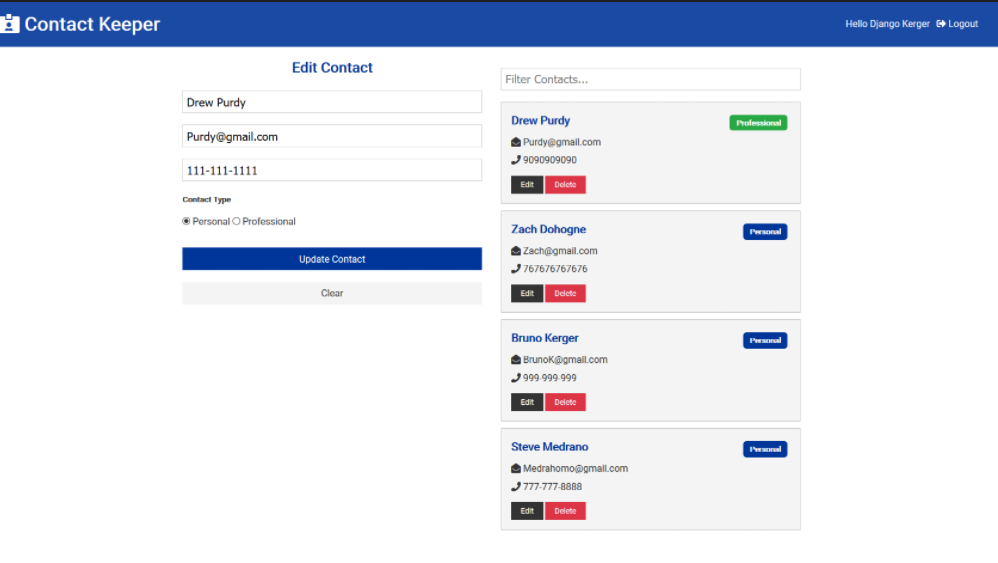 Contact Keeper
Hello Django Kerger Logout
Edit Contact
Drew Purdy
Purdy@gmail.com
111-111-1111
Contact Type
Personal Professional
Update Contact
Clear
Filter Contacts...
Drew Purdy Professional
Purdy@gmail.com
9090909090
Edit Delete
Zach Dohogne Personal
Zach@gmail.com
767676767676
Edit Delete
Bruno Kerger Personal
BrunoK@gmail.com
999-999-999
Edit Delete
Steve Medrano Personal
Medrahomo@gmail.com
777-777-8888
Edit Delete